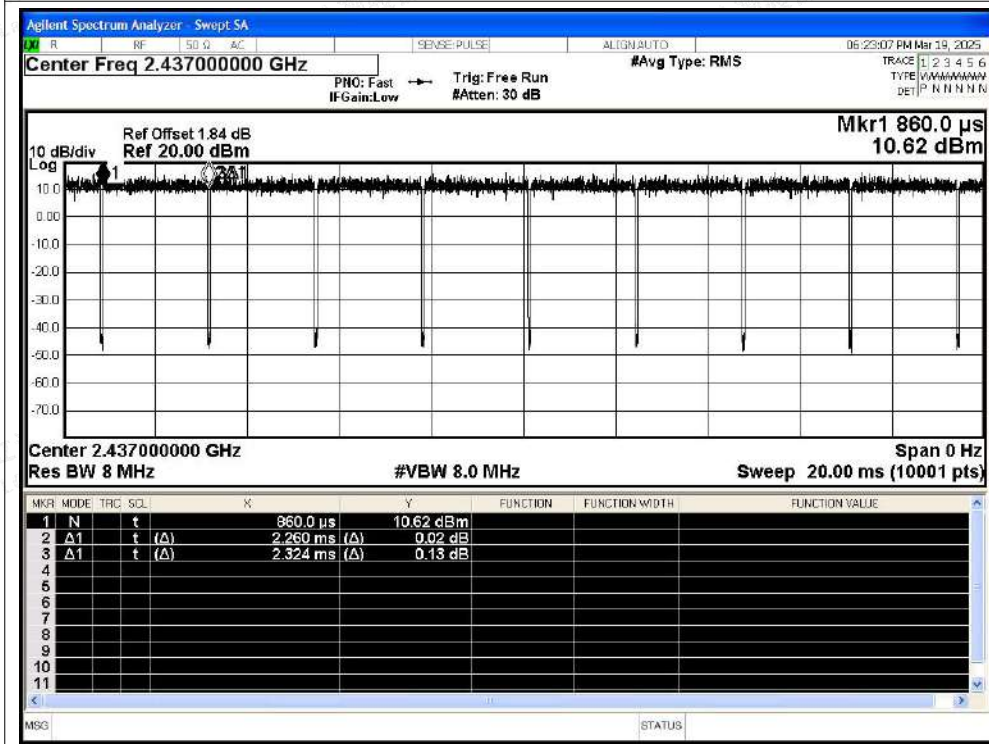 Agilent Spectrum Analyzer - Swept SA
LXI R RF 50 Ω AC SENSE:PULSE ALIGN AUTO 06:23:07 PM Mar 19, 2025
Center Freq 2.437000000 GHz #Avg Type: RMS TRACE 1 2 3 4 5 6
PNO: Fast Trig: Free Run TYPE WWWWWWW
IFGain:Low #Atten: 30 dB DET P N N N N N
Mkr1 860.0 µs
Ref Offset 1.84 dB
10 dB/div Ref 20.00 dBm 10.62 dBm
Log
1 3Δ1
10.0
0.00
-10.0
-20.0
-30.0
-40.0
-50.0
-60.0
-70.0
Center 2.437000000 GHz Span 0 Hz
Res BW 8 MHz #VBW 8.0 MHz Sweep 20.00 ms (10001 pts)
MKR MODE TRC SCL X Y FUNCTION FUNCTION WIDTH FUNCTION VALUE
1 N t 860.0 µs 10.62 dBm
2 Δ1 t (Δ) 2.260 ms (Δ) 0.02 dB
3 Δ1 t (Δ) 2.324 ms (Δ) 0.13 dB
4
5
6
7
8
9
10
11
MSG STATUS